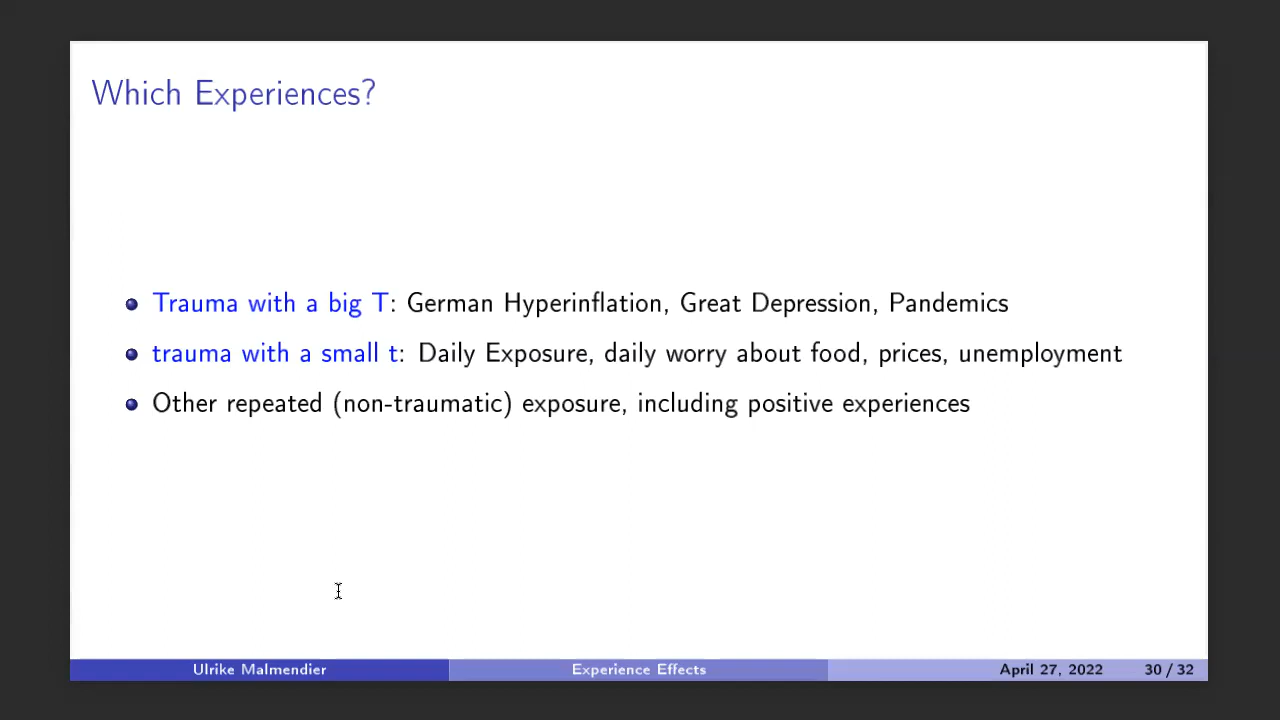 Which Experiences?
Trauma with a big T: German Hyperinflation, Great Depression, Pandemics
trauma with a small t: Daily Exposure, daily worry about food, prices, unemployment
Other repeated (non-traumatic) exposure, including positive experiences
Ulrike Malmendier Experience Effects April 27, 2022 30 / 32